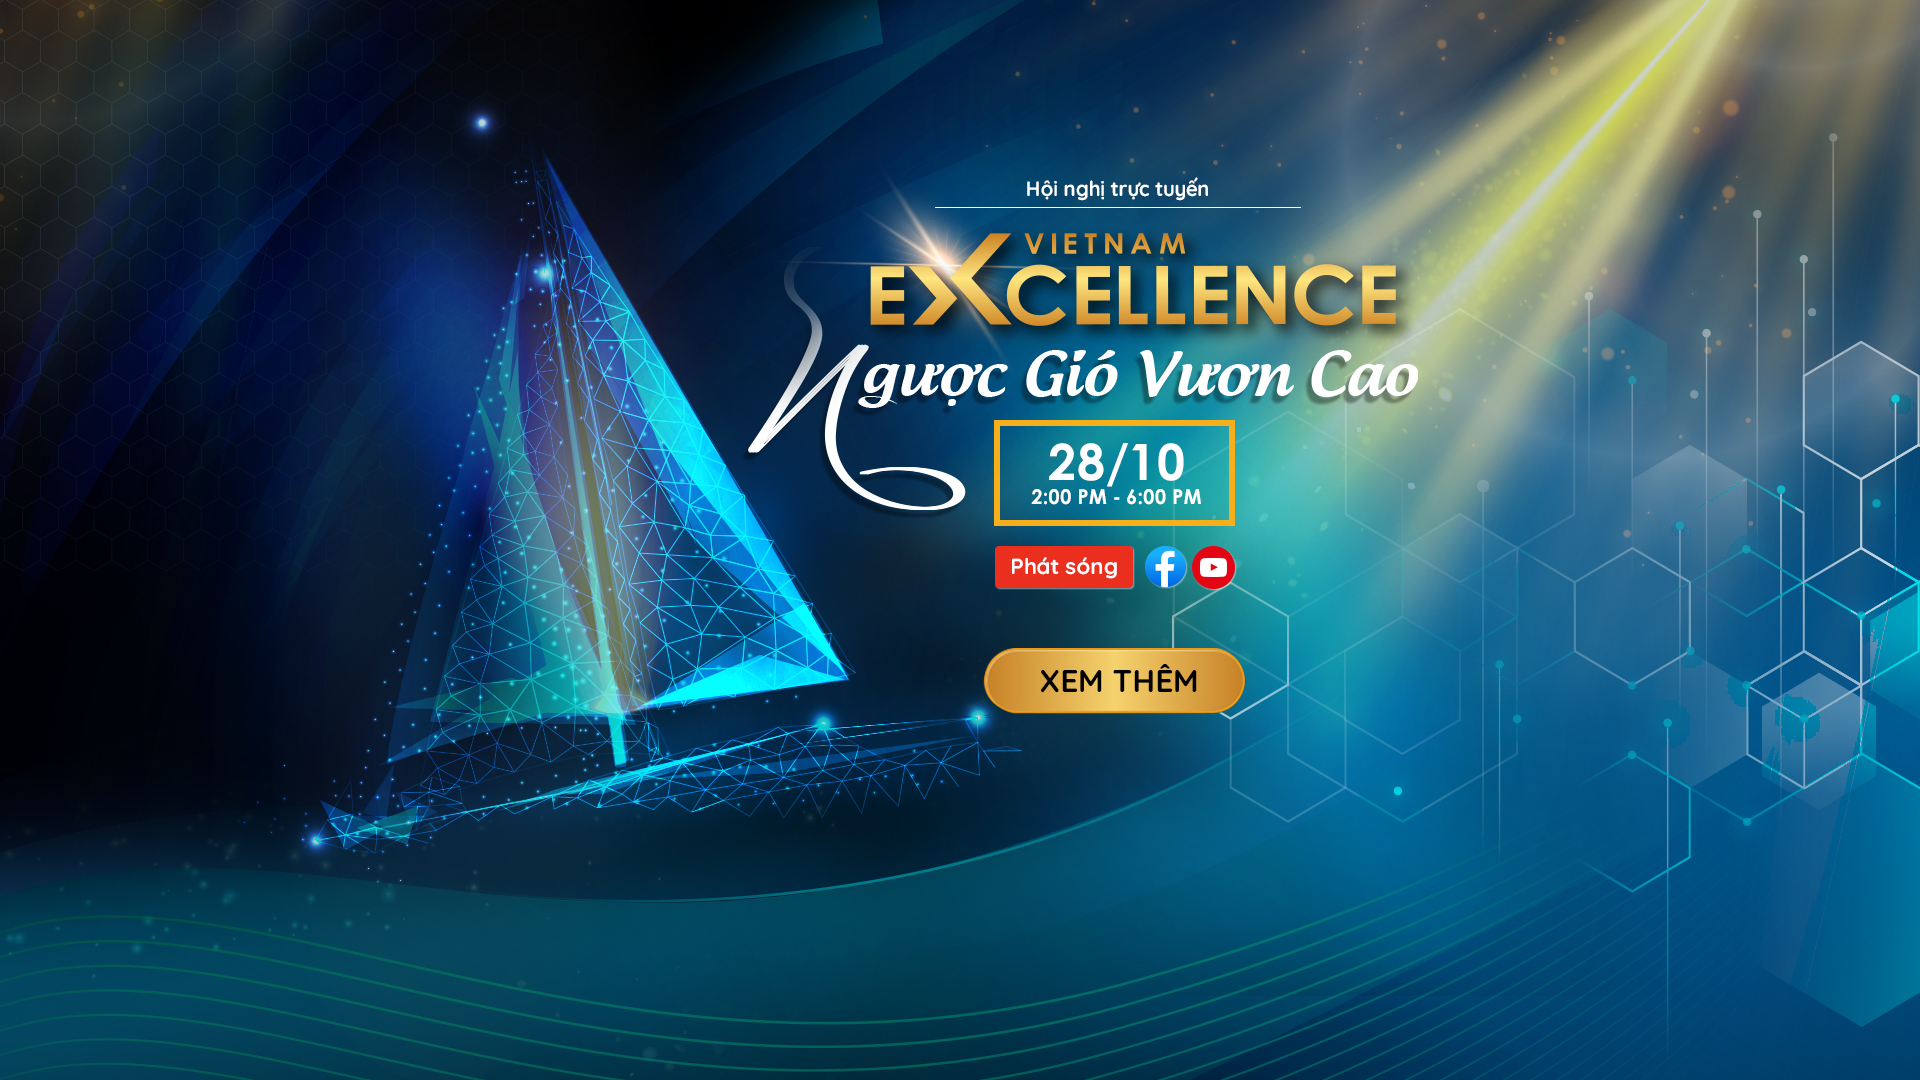 Hội nghị trực tuyến
VIETNAM
EXCELLENCE
Ngược Gió Vươn Cao
28/10
2:00 PM - 6:00 PM
Phát sóng
XEM THÊM